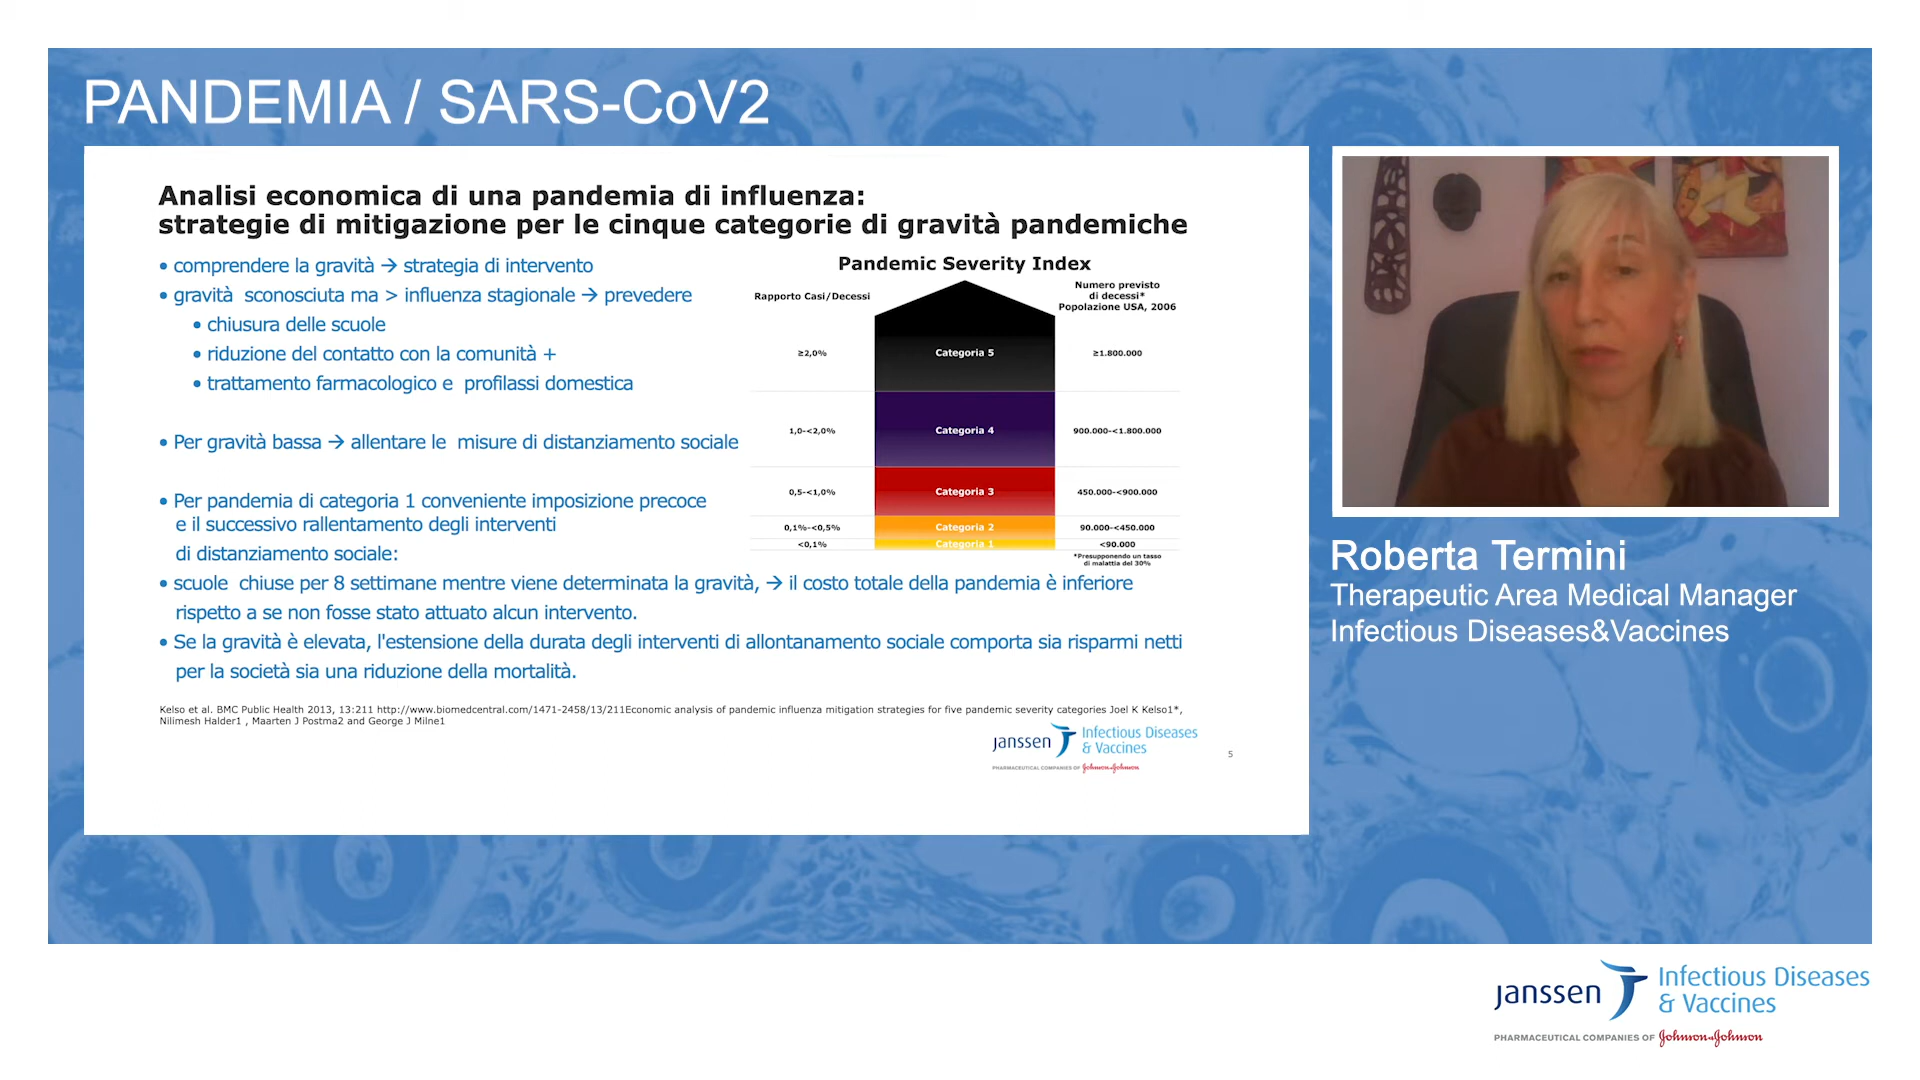 PANDEMIA / SARS-CoV2
Analisi economica di una pandemia di influenza:
strategie di mitigazione per le cinque categorie di gravità pandemiche
• comprendere la gravità → strategia di intervento
• gravità  sconosciuta ma > influenza stagionale → prevedere
• chiusura delle scuole
• riduzione del contatto con la comunità +
• trattamento farmacologico e  profilassi domestica
• Per gravità bassa → allentare le  misure di distanziamento sociale
• Per pandemia di categoria 1 conveniente imposizione precoce
e il successivo rallentamento degli interventi
di distanziamento sociale:
• scuole  chiuse per 8 settimane mentre viene determinata la gravità, → il costo totale della pandemia è inferiore
rispetto a se non fosse stato attuato alcun intervento.
• Se la gravità è elevata, l'estensione della durata degli interventi di allontanamento sociale comporta sia risparmi netti
per la società sia una riduzione della mortalità.
Pandemic Severity Index
Rapporto Casi/Decessi
Numero previsto
di decessi*
Popolazione USA, 2006
≥2,0% Categoria 5 ≥1.800.000
1,0-<2,0% Categoria 4 900.000-<1.800.000
0,5-<1,0% Categoria 3 450.000-<900.000
0,1%-<0,5% Categoria 2 90.000-<450.000
<0,1% Categoria 1 <90.000
*Presupponendo un tasso
di malattia del 30%
Kelso et al. BMC Public Health 2013, 13:211 http://www.biomedcentral.com/1471-2458/13/211Economic analysis of pandemic influenza mitigation strategies for five pandemic severity categories Joel K Kelso1*,
Nilimesh Halder1 , Maarten J Postma2 and George J Milne1
janssen Infectious Diseases
& Vaccines
PHARMACEUTICAL COMPANIES OF Johnson & Johnson
5
Roberta Termini
Therapeutic Area Medical Manager
Infectious Diseases&Vaccines
janssen Infectious Diseases
& Vaccines
PHARMACEUTICAL COMPANIES OF Johnson & Johnson